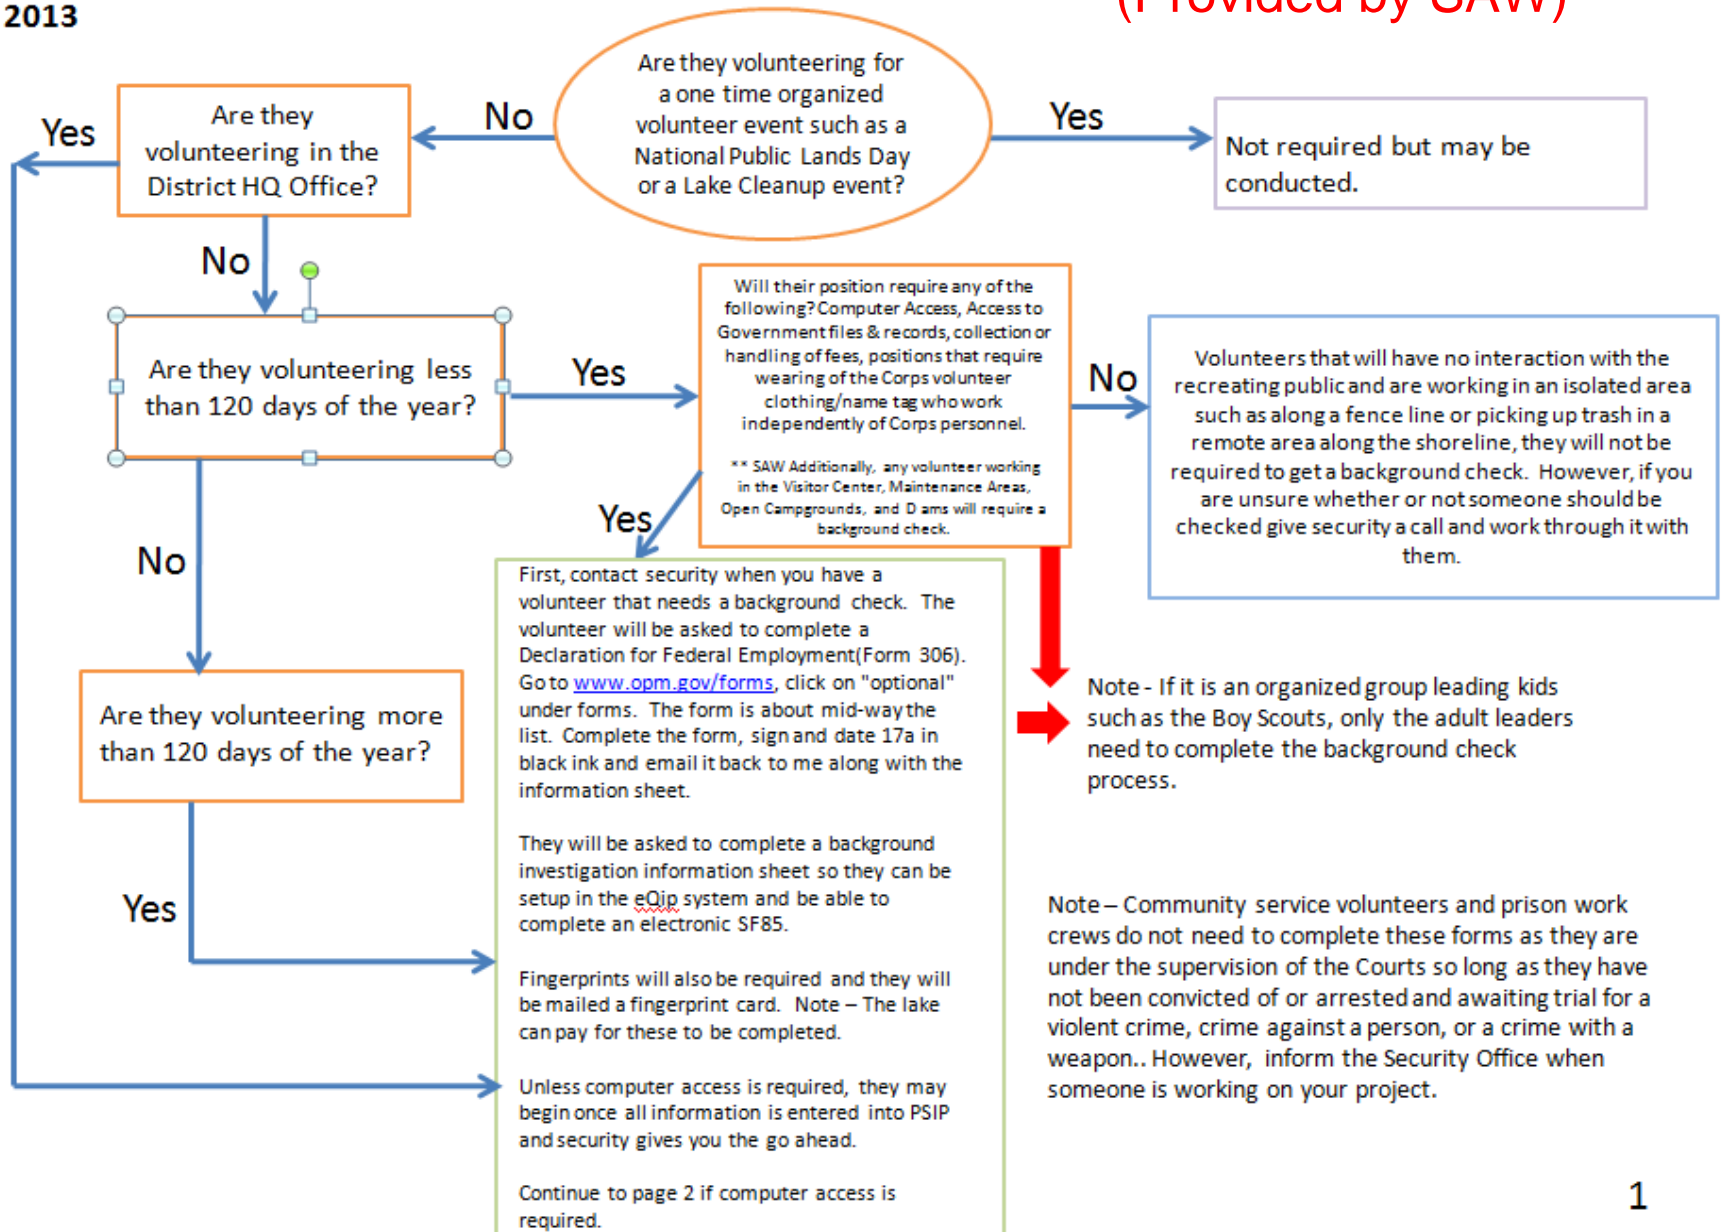 2013
(Provided by SAW)
Are they volunteering for
a one time organized
volunteer event such as a
National Public Lands Day
or a Lake Cleanup event?
No
Yes
Not required but may be
conducted.
Are they
volunteering in the
District HQ Office?
Yes
No
Are they volunteering less
than 120 days of the year?
Yes
Will their position require any of the
following? Computer Access, Access to
Government files & records, collection or
handling of fees, positions that require
wearing of the Corps volunteer
clothing/name tag who work
independently of Corps personnel.
** SAW Additionally, any volunteer working
in the Visitor Center, Maintenance Areas,
Open Campgrounds, and D ams will require a
background check.
No
Volunteers that will have no interaction with the
recreating public and are working in an isolated area
such as along a fence line or picking up trash in a
remote area along the shoreline, they will not be
required to get a background check. However, if you
are unsure whether or not someone should be
checked give security a call and work through it with
them.
Yes
No
Are they volunteering more
than 120 days of the year?
Yes
First, contact security when you have a
volunteer that needs a background check. The
volunteer will be asked to complete a
Declaration for Federal Employment(Form 306).
Go to www.opm.gov/forms, click on "optional"
under forms. The form is about mid-way the
list. Complete the form, sign and date 17a in
black ink and email it back to me along with the
information sheet.
They will be asked to complete a background
investigation information sheet so they can be
setup in the eQip system and be able to
complete an electronic SF85.
Fingerprints will also be required and they will
be mailed a fingerprint card. Note – The lake
can pay for these to be completed.
Unless computer access is required, they may
begin once all information is entered into PSIP
and security gives you the go ahead.
Continue to page 2 if computer access is
required.
Note - If it is an organized group leading kids
such as the Boy Scouts, only the adult leaders
need to complete the background check
process.
Note – Community service volunteers and prison work
crews do not need to complete these forms as they are
under the supervision of the Courts so long as they have
not been convicted of or arrested and awaiting trial for a
violent crime, crime against a person, or a crime with a
weapon.. However, inform the Security Office when
someone is working on your project.
1